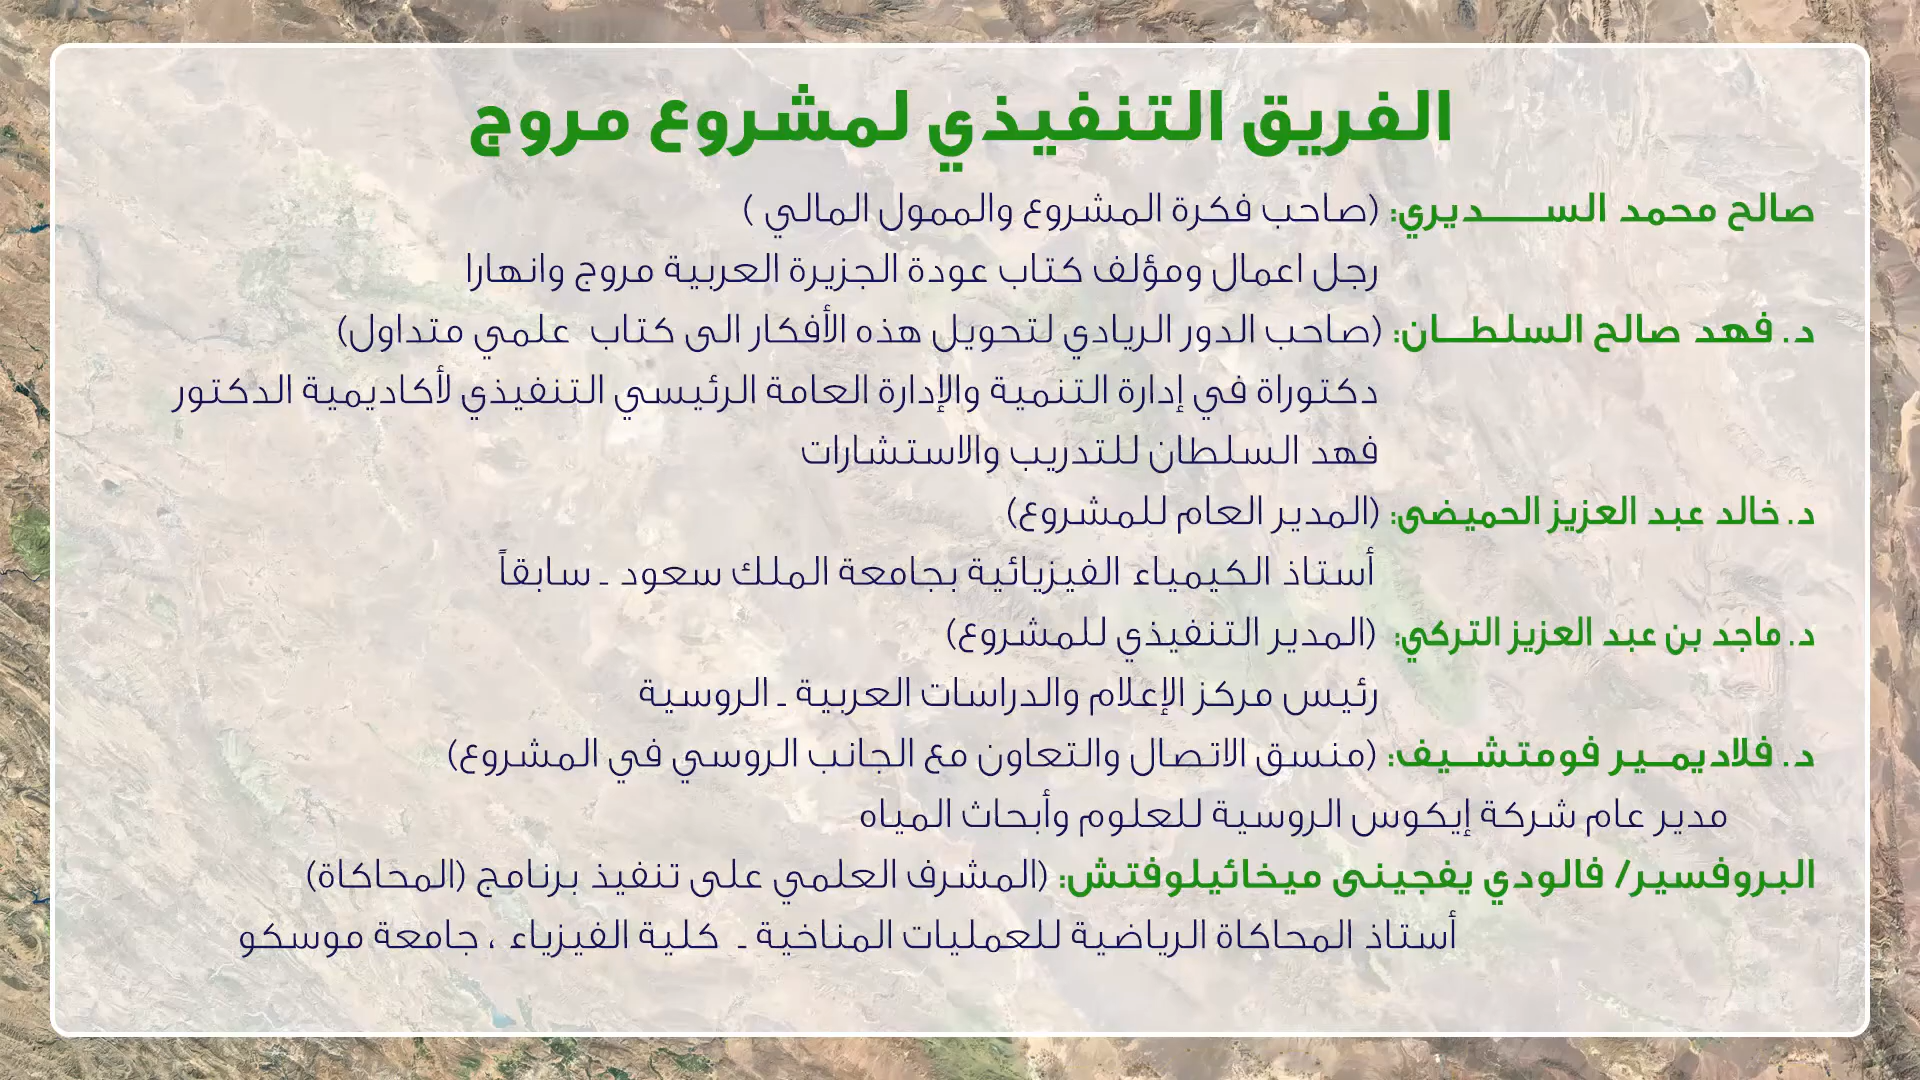 الفريق التنفيذي لمشروع مروج
صالح محمد الســـــديري: (صاحب فكرة المشروع والممول المالي )
رجل اعمال ومؤلف كتاب عودة الجزيرة العربية مروج وانهارا
د. فهد صالح السلطـــان: (صاحب الدور الريادي لتحويل هذه الأفكار الى كتاب علمي متداول)
دكتوراة في إدارة التنمية والإدارة العامة الرئيسي التنفيذي لأكاديمية الدكتور
فهد السلطان للتدريب والاستشارات
د. خالد عبد العزيز الحميضى: (المدير العام للمشروع)
أستاذ الكيمياء الفيزيائية بجامعة الملك سعود - سابقاً
د. ماجد بن عبد العزيز التركي: (المدير التنفيذي للمشروع)
رئيس مركز الإعلام والدراسات العربية - الروسية
د. فلاديمــير فومتشــيف: (منسق الاتصال والتعاون مع الجانب الروسي في المشروع)
مدير عام شركة إيكوس الروسية للعلوم وأبحاث المياه
البروفسير/ فالودي يفجينى ميخائيلوفتش: (المشرف العلمي على تنفيذ برنامج (المحاكاة)
أستاذ المحاكاة الرياضية للعمليات المناخية - كلية الفيزياء ، جامعة موسكو